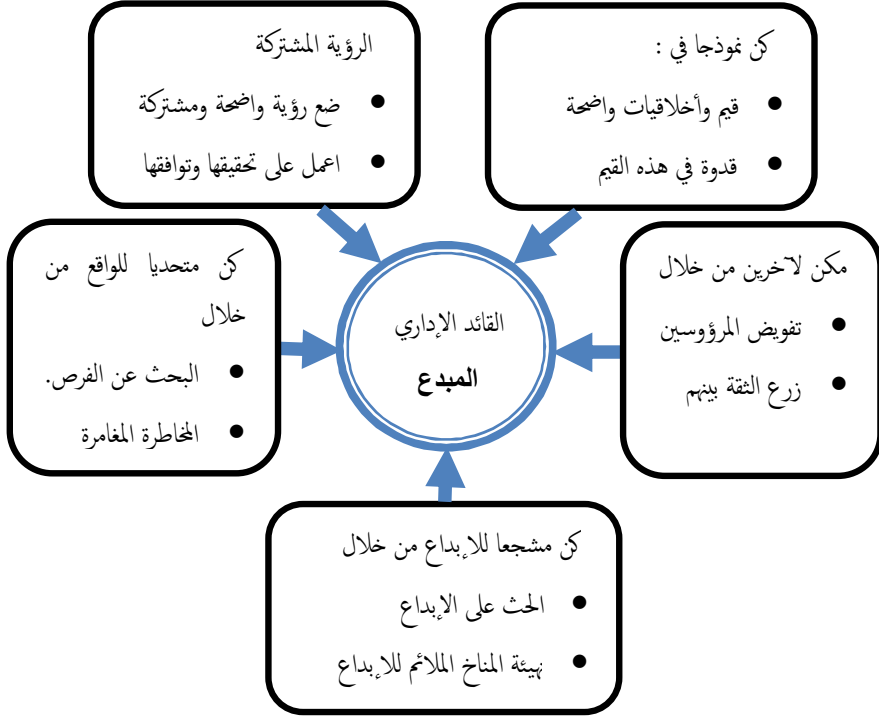 كن نموذجا في :
● قيم وأخلاقيات واضحة
● قدوة في هذه القيم
الرؤية المشتركة
● ضع رؤية واضحة ومشتركة
● اعمل على تحقيقها وتوافقها
مكن لآخرين من خلال
● تفويض المرؤوسين
● زرع الثقة بينهم
القائد الإداري
المبدع
كن متحديا للواقع من
خلال
● البحث عن الفرص.
● المخاطرة المغامرة
كن مشجعا للإبداع من خلال
● الحث على الإبداع
● تهيئة المناخ الملائم للإبداع